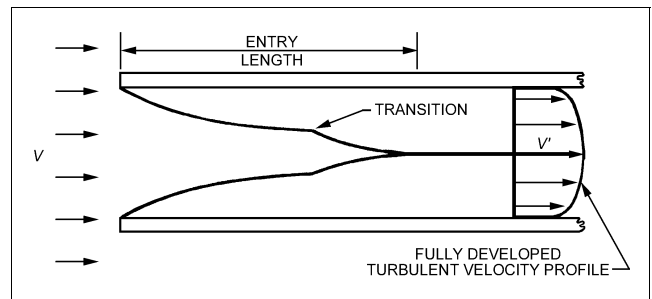 ENTRY
LENGTH
TRANSITION
V
V'
FULLY DEVELOPED
TURBULENT VELOCITY PROFILE